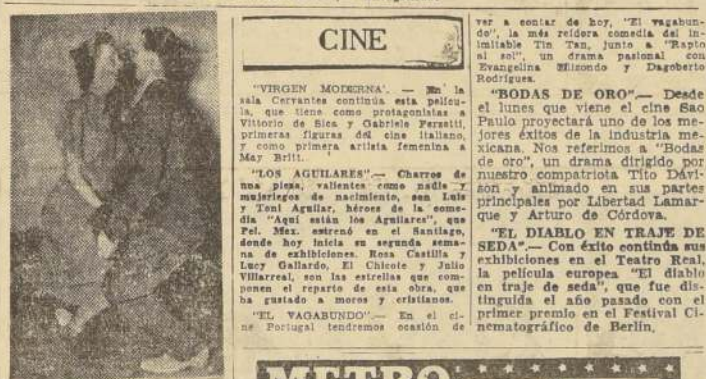 CINE
"VIRGEN MODERNA". — En la
sala Cervantes continúa esta pelícu-
la, que tiene como protagonistas a
Vittorio de Sica y Gabriele Ferzetti,
primeras figuras del cine italiano,
y como primera artista femenina a
May Britt.
"LOS AGUILARES".— Charros de
una pieza, valientes como nadie y
mujeriegos de nacimiento, son Luis
y Toni Aguilar, héroes de la come-
dia "Aquí están los Aguilares", que
Pel. Mex. estrenó en el Santiago,
donde hoy inicia su segunda sema-
na de exhibiciones. Rosa Castilla y
Lucy Gallardo, El Chicote y Julio
Villarreal, son las estrellas que com-
ponen el reparto de esta obra, que
ha gustado a moros y cristianos.
"EL VAGABUNDO".— En el ci-
ne Portugal tendremos ocasión de
ver a contar de hoy, "El vagabun-
do", la más reidora comedia del in-
imitable Tin Tan, junto a "Rapto
al sol", un drama pasional con
Evangelina Elizondo y Dagoberto
Rodríguez.
"BODAS DE ORO".— Desde
el lunes que viene el cine Sao
Paulo proyectará uno de los me-
jores éxitos de la industria me-
xicana. Nos referimos a "Bodas
de oro", un drama dirigido por
nuestro compatriota Tito Davi-
son y animado en sus partes
principales por Libertad Lamar-
que y Arturo de Córdova.
"EL DIABLO EN TRAJE DE
SEDA".— Con éxito continúa sus
exhibiciones en el Teatro Real,
la película europea "El diablo
en traje de seda", que fue dis-
tinguida el año pasado con el
primer premio en el Festival Ci-
nematográfico de Berlin.
METRO